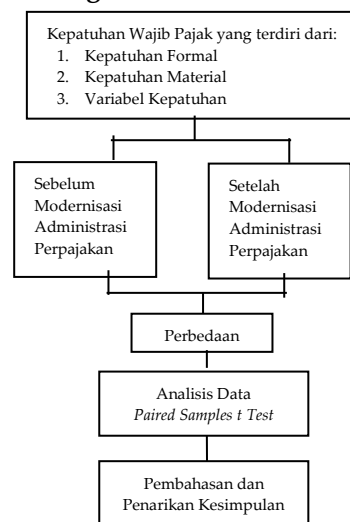 Kepatuhan Wajib Pajak yang terdiri dari:
1. Kepatuhan Formal
2. Kepatuhan Material
3. Variabel Kepatuhan
Sebelum
Modernisasi
Administrasi
Perpajakan
Setelah
Modernisasi
Administrasi
Perpajakan
Perbedaan
Analisis Data
Paired Samples t Test
Pembahasan dan
Penarikan Kesimpulan